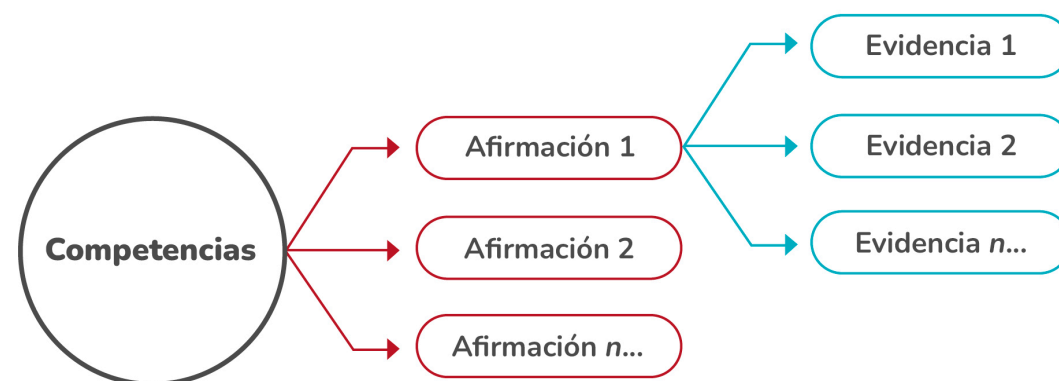 Competencias
Afirmación 1
Afirmación 2
Afirmación n...
Evidencia 1
Evidencia 2
Evidencia n...